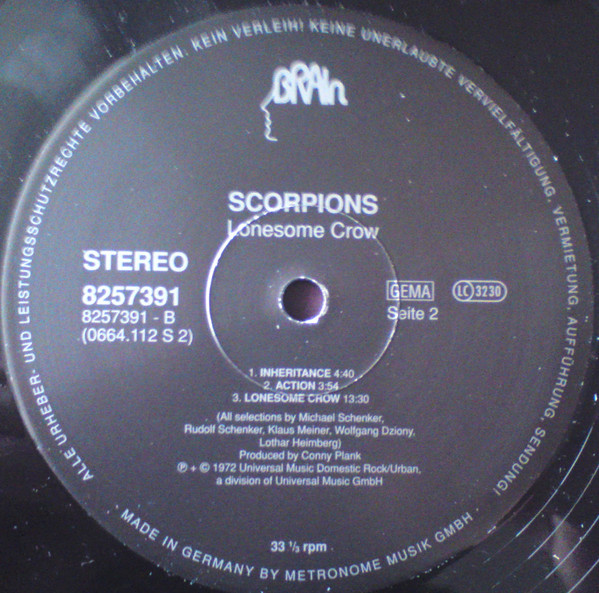 ALLE URHEBER- UND LEISTUNGSSCHUTZRECHTE VORBEHALTEN. KEIN VERLEIH! KEINE UNERLAUBTE VERVIELFÄLTIGUNG, VERMIETUNG, AUFFÜHRUNG, SENDUNG!
BRAIn
SCORPIONS
Lonesome Crow
STEREO
8257391
8257391 - B
(0664.112 S 2)
GEMA LC 3230
Seite 2
1. INHERITANCE 4:40
2. ACTION 3:54
3. LONESOME CROW 13:30
(All selections by Michael Schenker,
Rudolf Schenker, Klaus Meiner, Wolfgang Dziony,
Lothar Heimberg)
Produced by Conny Plank
℗ + © 1972 Universal Music Domestic Rock/Urban,
a division of Universal Music GmbH
33 ⅓ rpm
MADE IN GERMANY BY METRONOME MUSIK GMBH